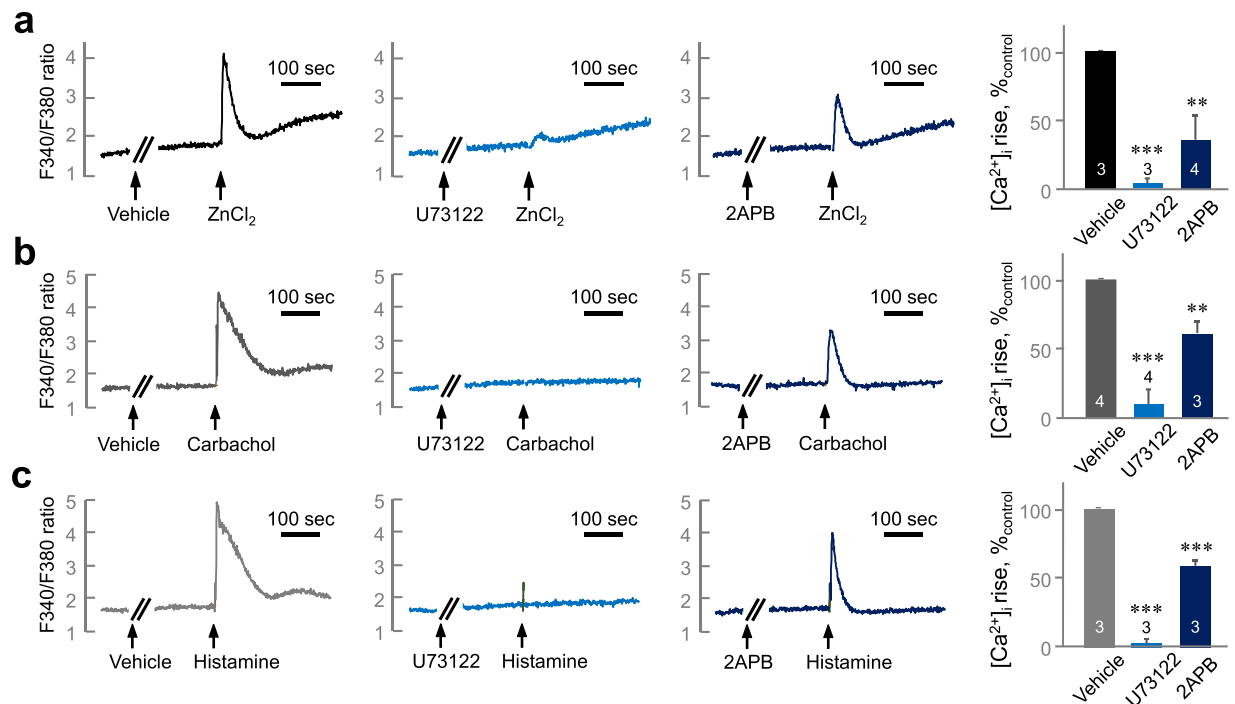 a
F340/F380 ratio
4
3
2
1
100 sec
Vehicle
ZnCl2
4
3
2
1
100 sec
U73122
ZnCl2
4
3
2
1
100 sec
2APB
ZnCl2
[Ca2+]i rise, %control
100
50
0
3
***
3
**
4
Vehicle
U73122
2APB
b
F340/F380 ratio
5
4
3
2
1
100 sec
Vehicle
Carbachol
5
4
3
2
1
100 sec
U73122
Carbachol
5
4
3
2
1
100 sec
2APB
Carbachol
[Ca2+]i rise, %control
100
50
0
4
***
4
**
3
Vehicle
U73122
2APB
c
F340/F380 ratio
5
4
3
2
1
100 sec
Vehicle
Histamine
5
4
3
2
1
100 sec
U73122
Histamine
5
4
3
2
1
100 sec
2APB
Histamine
[Ca2+]i rise, %control
100
50
0
3
***
3
***
3
Vehicle
U73122
2APB